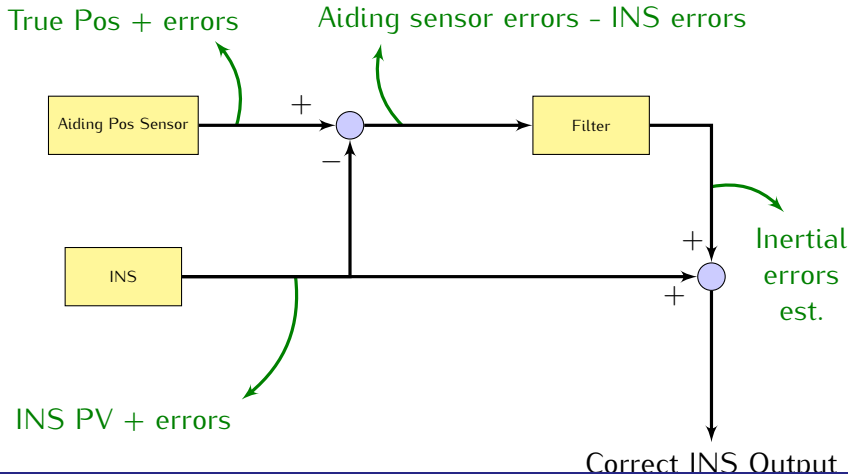 True Pos + errors
Aiding sensor errors - INS errors
+
Aiding Pos Sensor
Filter
−
+
Inertial
errors
est.
INS
+
INS PV + errors
Correct INS Output